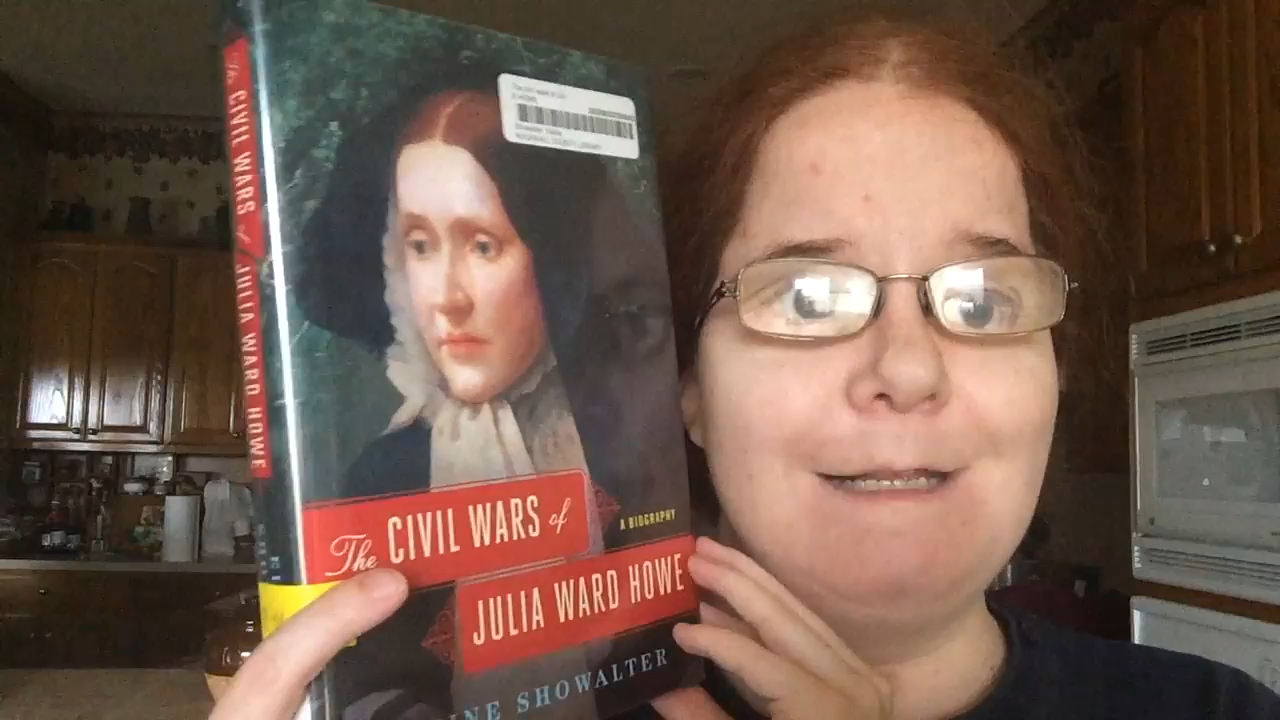 The CIVIL WARS of JULIA WARD HOWE
The CIVIL WARS of
A BIOGRAPHY
JULIA WARD HOWE
NE SHOWALTER